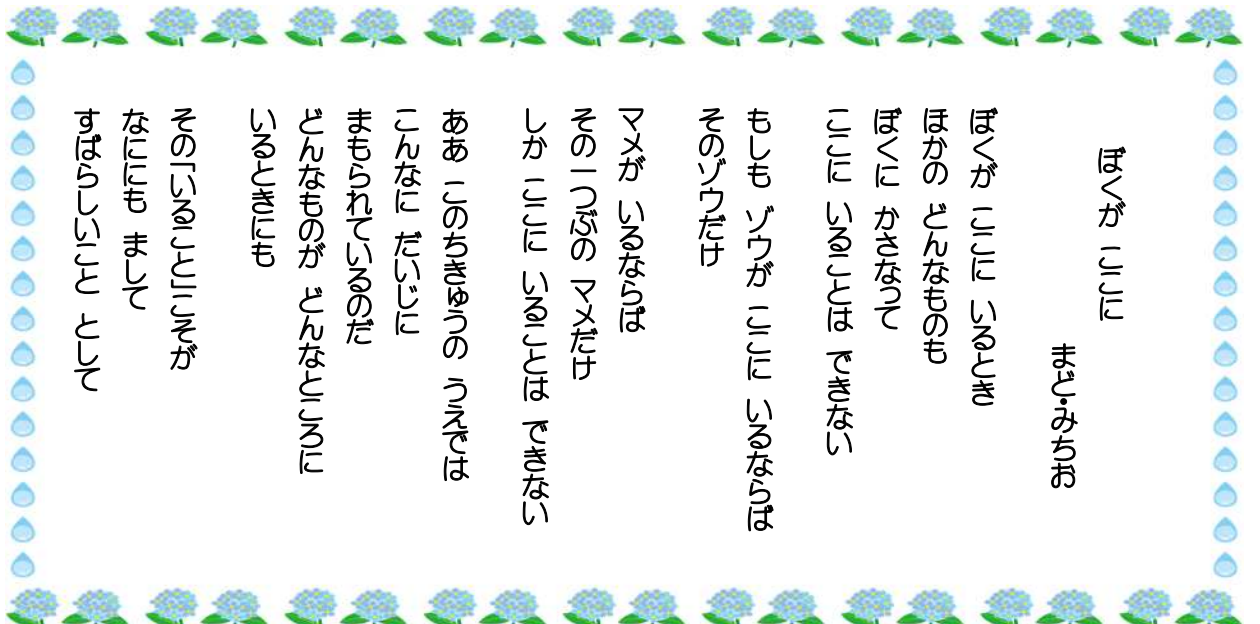 ぼくが ここに
まど・みちお
ぼくが ここに いるとき
ほかの どんなものも
ぼくに かさなって
ここに いることは できない
もしも ゾウが ここに いるならば
そのゾウだけ
マメが いるならば
その一つぶの マメだけ
しか ここに いることは できない
ああ このちきゅうの うえでは
こんなに だいじに
まもられているのだ
どんなものが どんなところに
いるときにも
その「いること」こそが
なににも まして
すばらしいこと として